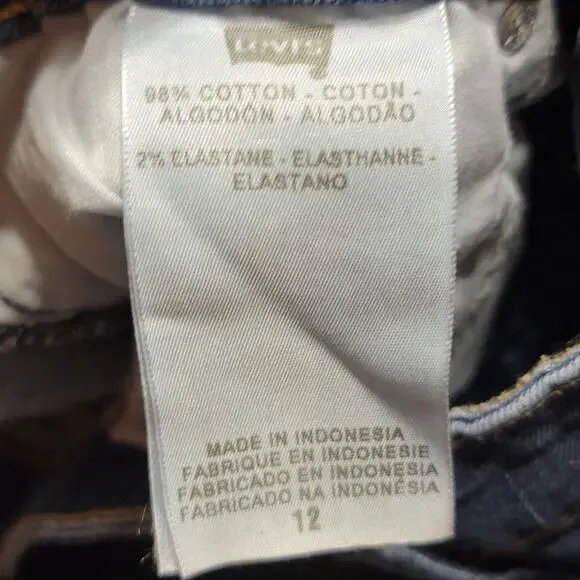 LEVI'S
98% COTTON - COTON -
ALGODÓN - ALGODÃO
2% ELASTANE - ELASTHANNE -
ELASTANO
MADE IN INDONESIA
FABRIQUE EN INDONESIE
FABRICADO EN INDONESIA
FABRICADO NA INDONÉSIA
12